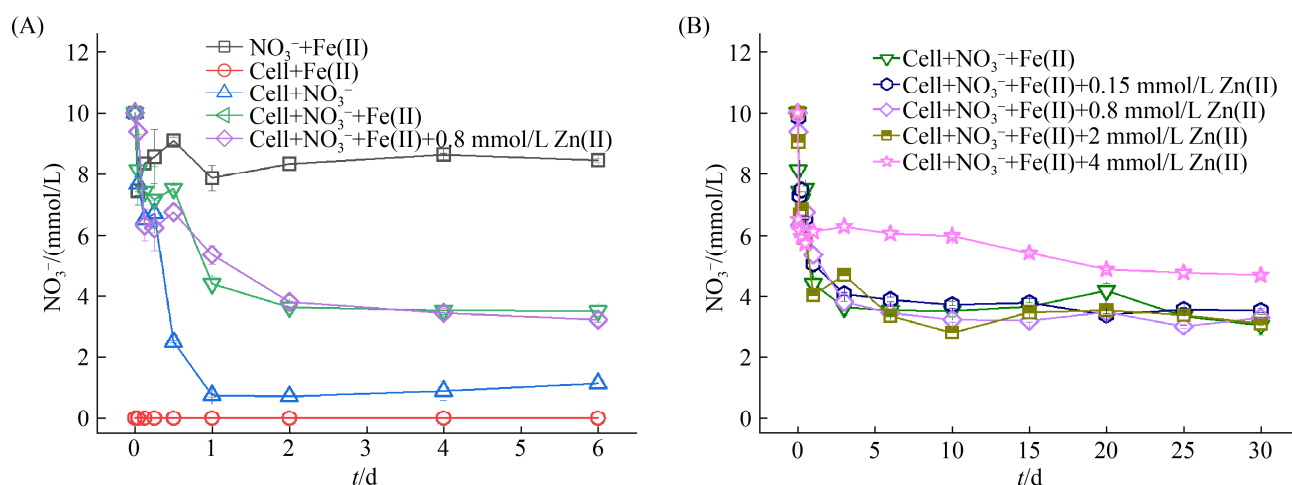 (A)
NO₃⁻/(mmol/L)
12
10
8
6
4
2
0
NO₃⁻+Fe(II)
Cell+Fe(II)
Cell+NO₃⁻
Cell+NO₃⁻+Fe(II)
Cell+NO₃⁻+Fe(II)+0.8 mmol/L Zn(II)
0 1 2 3 4 5 6
t/d
(B)
NO₃⁻/(mmol/L)
12
10
8
6
4
2
0
Cell+NO₃⁻+Fe(II)
Cell+NO₃⁻+Fe(II)+0.15 mmol/L Zn(II)
Cell+NO₃⁻+Fe(II)+0.8 mmol/L Zn(II)
Cell+NO₃⁻+Fe(II)+2 mmol/L Zn(II)
Cell+NO₃⁻+Fe(II)+4 mmol/L Zn(II)
0 5 10 15 20 25 30
t/d